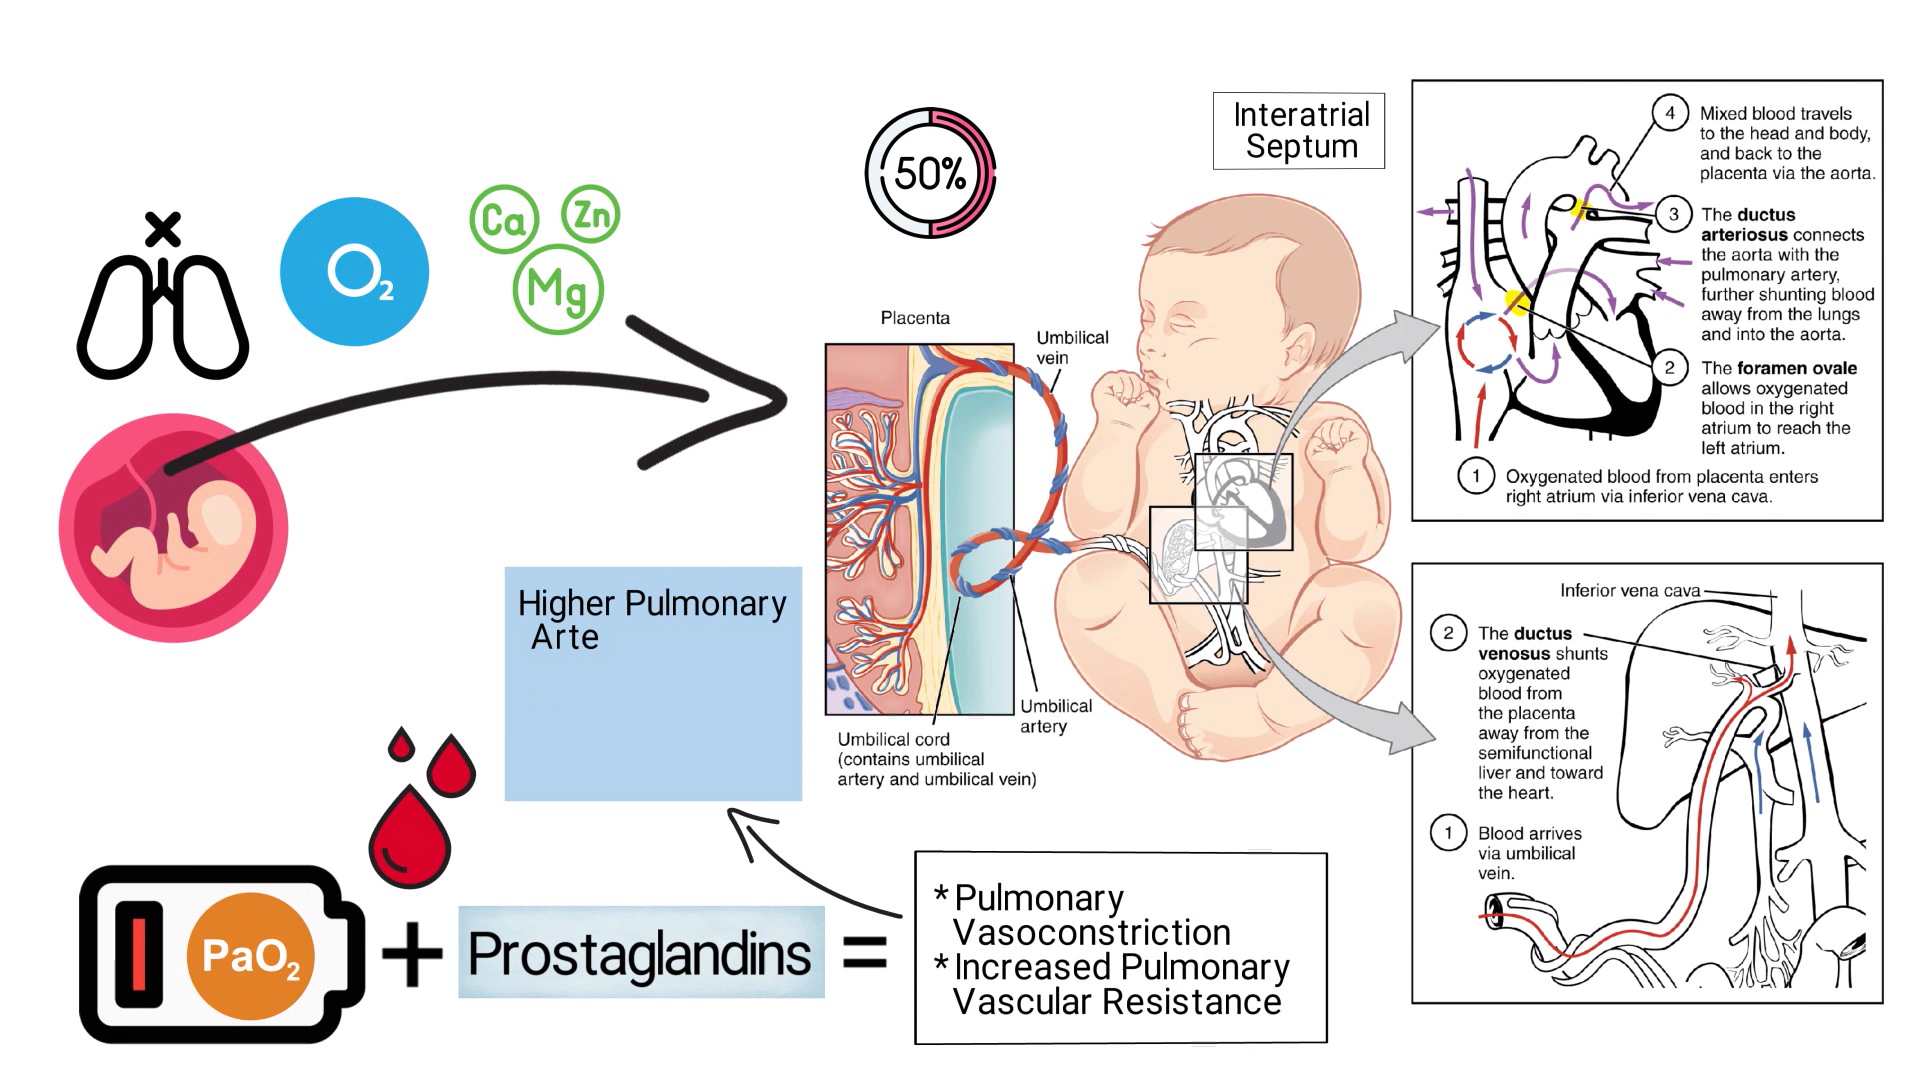 O₂
Ca
Zn
Mg
50%
Interatrial
Septum
Placenta
Umbilical
vein
Umbilical
artery
Umbilical cord
(contains umbilical
artery and umbilical vein)
4
Mixed blood travels
to the head and body,
and back to the
placenta via the aorta.
3
The ductus
arteriosus connects
the aorta with the
pulmonary artery,
further shunting blood
away from the lungs
and into the aorta.
2
The foramen ovale
allows oxygenated
blood in the right
atrium to reach the
left atrium.
1
Oxygenated blood from placenta enters
right atrium via inferior vena cava.
Higher Pulmonary
Arte
Inferior vena cava
2
The ductus
venosus shunts
oxygenated
blood from
the placenta
away from the
semifunctional
liver and toward
the heart.
1
Blood arrives
via umbilical
vein.
PaO₂
+
Prostaglandins
=
*Pulmonary
Vasoconstriction
*Increased Pulmonary
Vascular Resistance